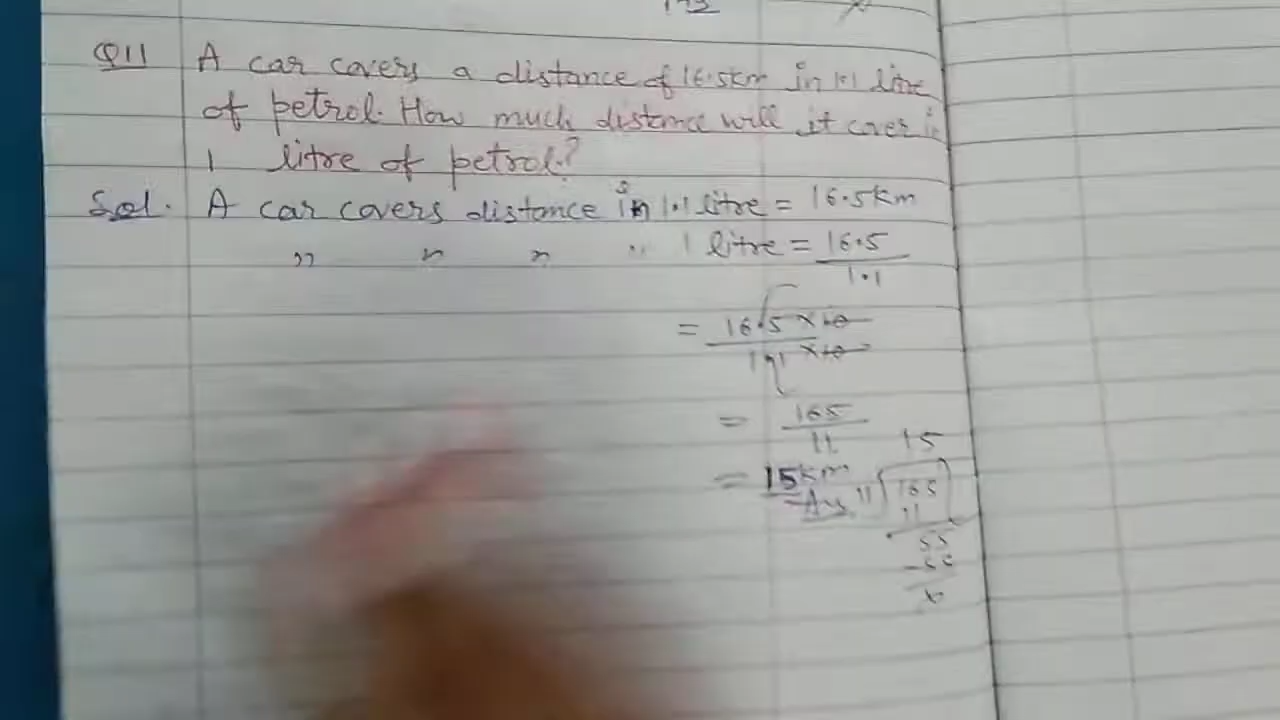 Q11 A car covers a distance of 16.5km in 1.1 litre
of petrol. How much distance will it cover in
1 litre of petrol?
Sol. A car covers distance in 1.1 litre = 16.5km
” ” ” ” 1 litre = 16.5/1.1
= 16.5 × 10 / 1.1 × 10
= 165/11
= 15km
Ans.
15
11 165
11
55
-55
0